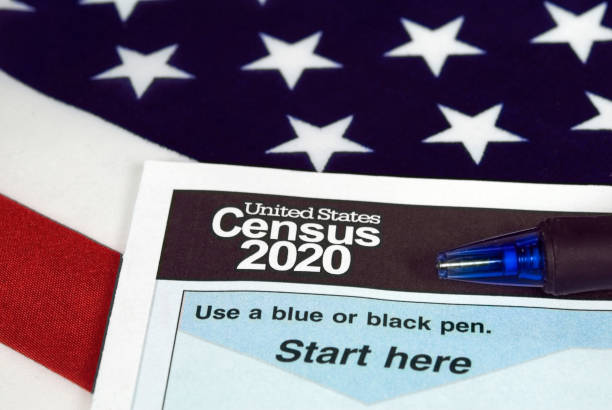 United States
Census
2020
Use a blue or black pen.
Start here